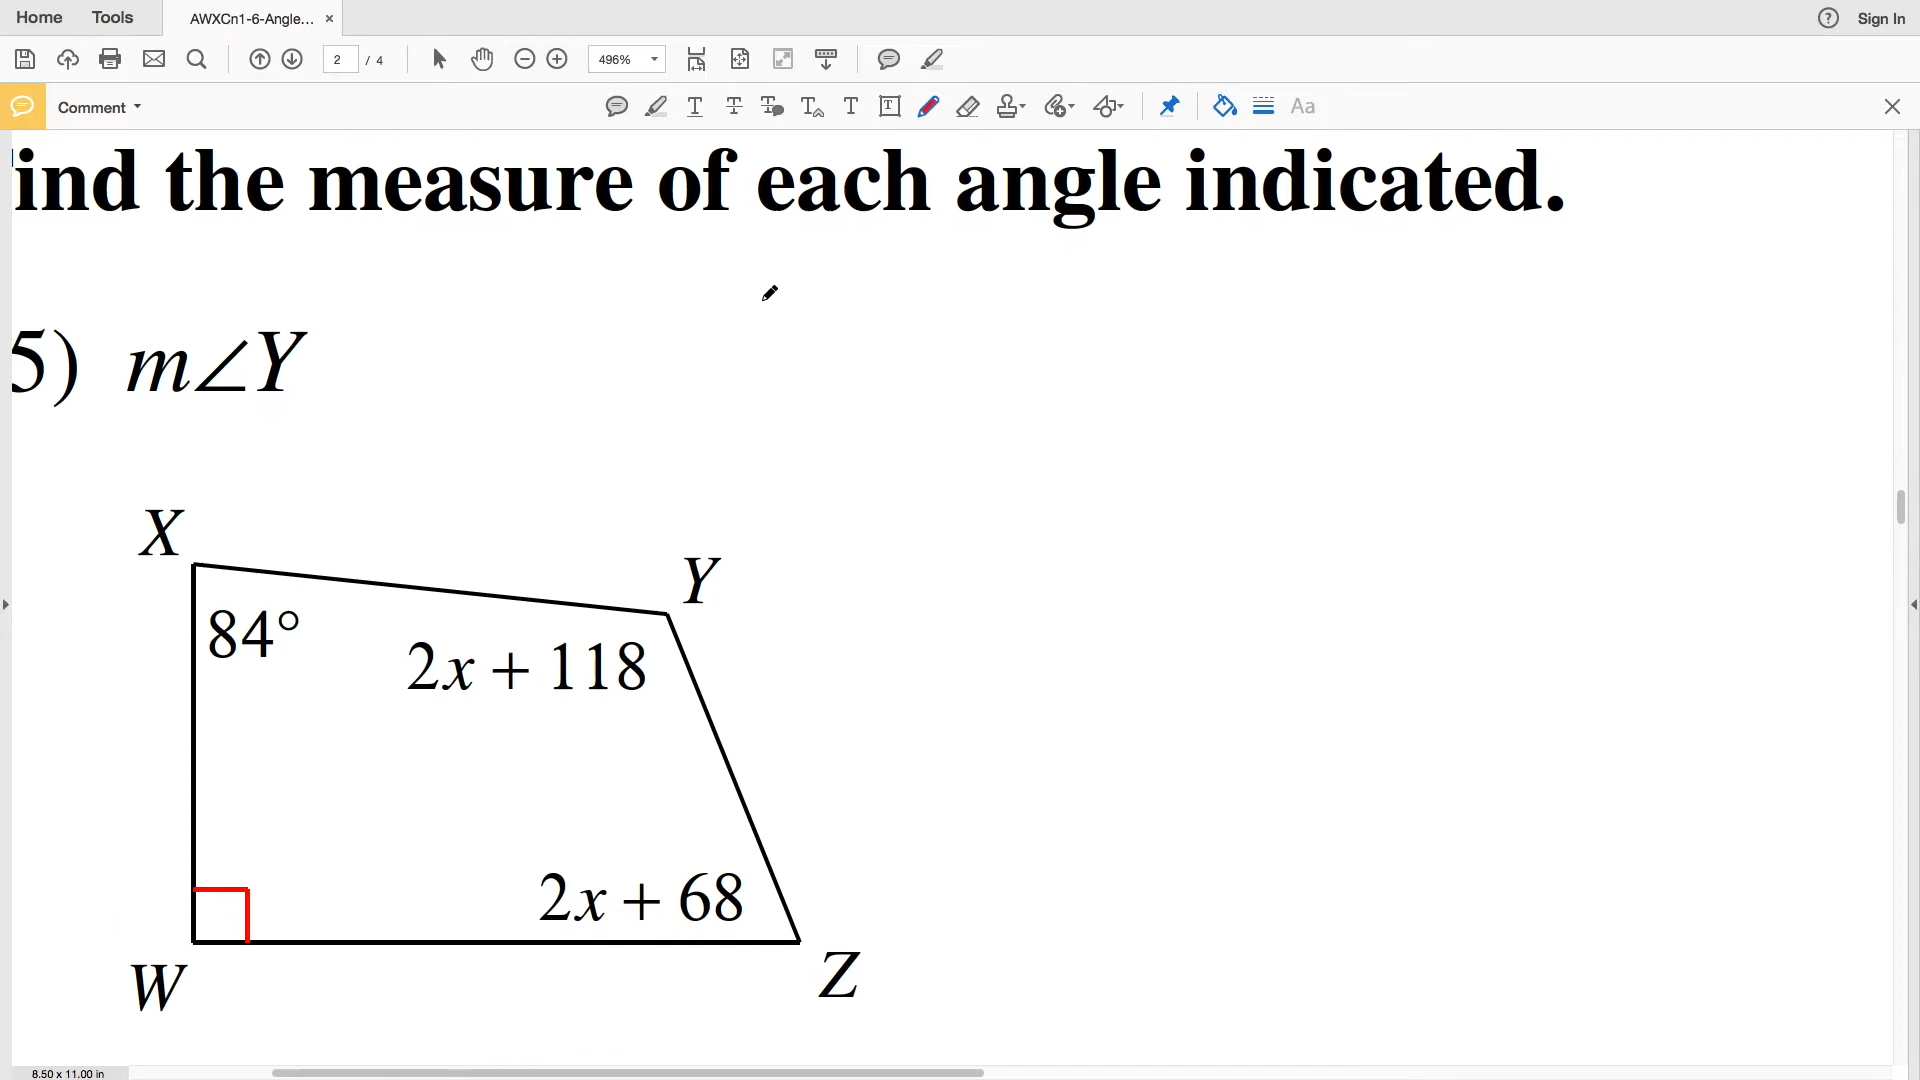 Home Tools AWXCn1-6-Angle... × ? Sign In
2 / 4 496%
Comment T T T T T T Aa
ind the measure of each angle indicated.
5) m∠Y
X
Y
84°
2x + 118
2x + 68
W
Z
8.50 x 11.00 in